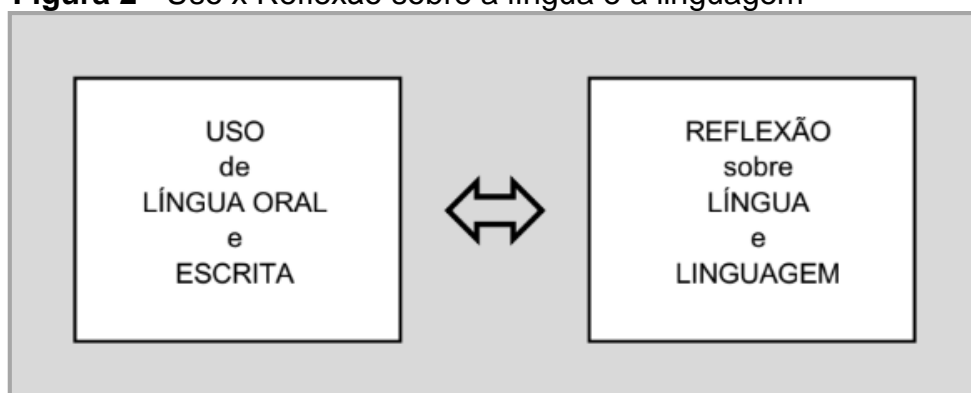 Figura 2 - Uso x Reflexão sobre a língua e a linguagem
USO
de
LÍNGUA ORAL
e
ESCRITA
REFLEXÃO
sobre
LÍNGUA
e
LINGUAGEM